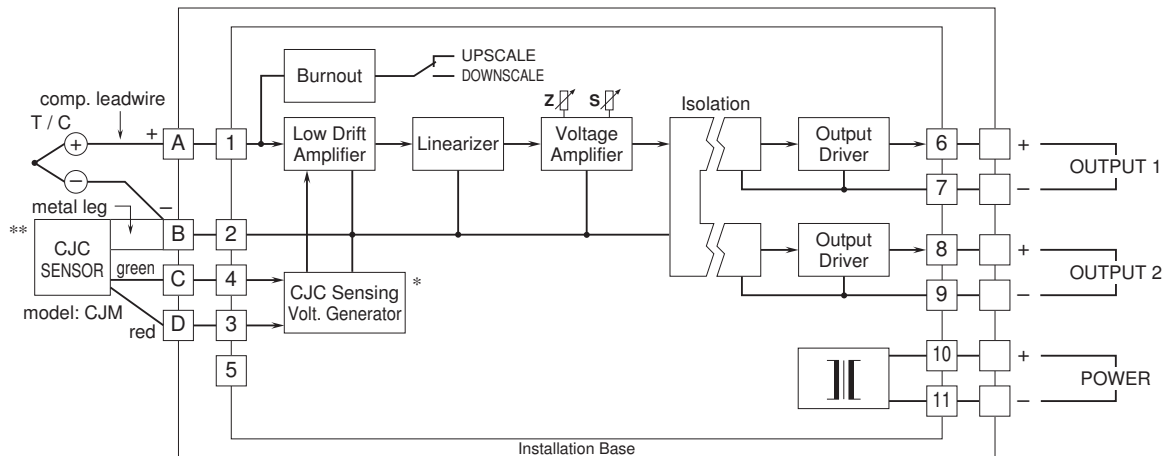 UPSCALE
DOWNSCALE
Burnout
comp. leadwire
T / C
+
+
−
−
A
1
Low Drift
Amplifier
Linearizer
Z
S
Voltage
Amplifier
Isolation
Output
Driver
6
+
7
−
OUTPUT 1
metal leg
**
CJC
SENSOR
model: CJM
B
2
green
C
4
red
D
3
5
CJC Sensing
Volt. Generator
*
Output
Driver
8
+
9
−
OUTPUT 2
10
+
11
−
POWER
Installation Base